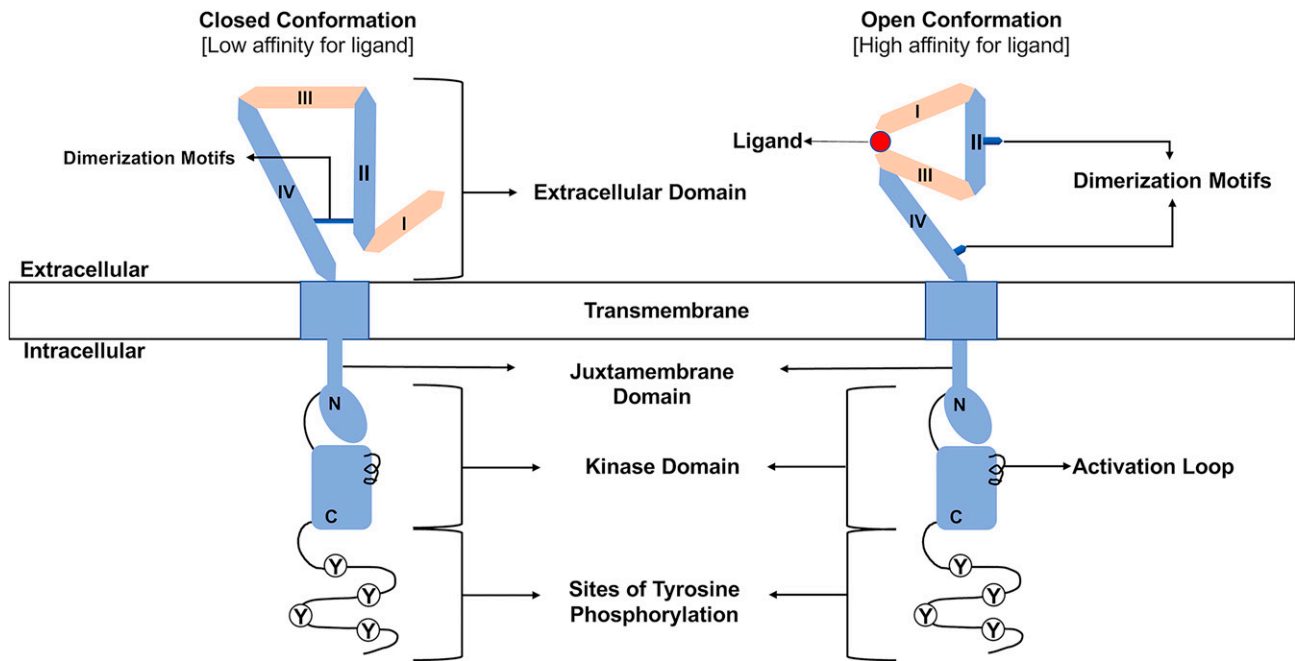 Closed Conformation
[Low affinity for ligand]
Open Conformation
[High affinity for ligand]
III
Dimerization Motifs
II
IV
I
Extracellular Domain
I
Ligand
II
III
Dimerization Motifs
IV
Extracellular
Transmembrane
Intracellular
Juxtamembrane
Domain
N
N
Kinase Domain
Activation Loop
C
C
Y
Y
Y
Y
Sites of Tyrosine
Phosphorylation
Y
Y
Y
Y